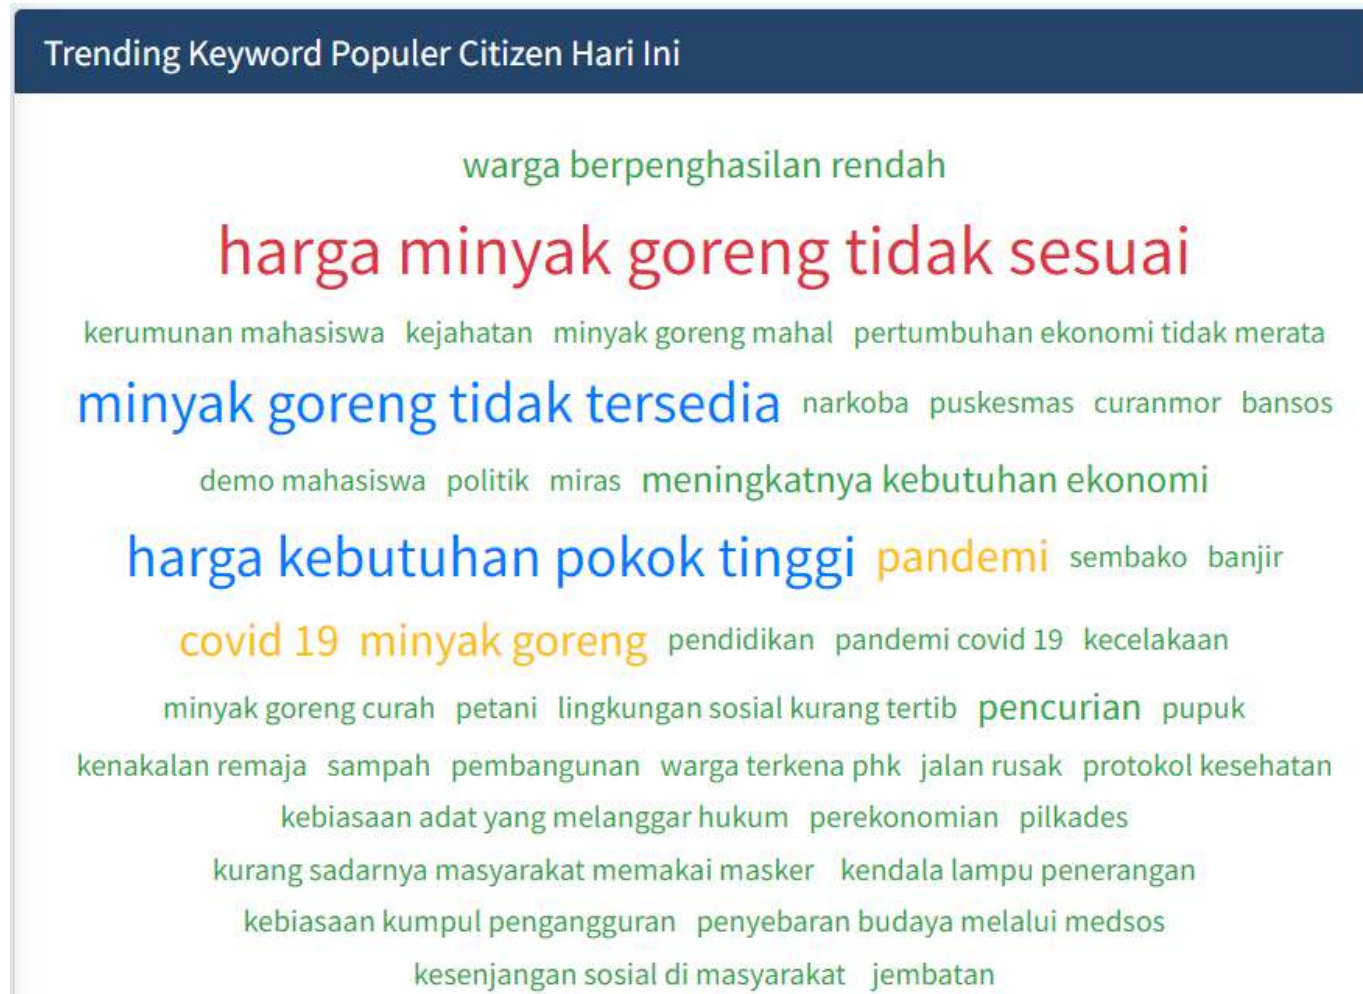 Trending Keyword Populer Citizen Hari Ini
warga berpenghasilan rendah
harga minyak goreng tidak sesuai
kerumunan mahasiswa kejahatan minyak goreng mahal pertumbuhan ekonomi tidak merata
minyak goreng tidak tersedia narkoba puskesmas curanmor bansos
demo mahasiswa politik miras meningkatnya kebutuhan ekonomi
harga kebutuhan pokok tinggi pandemi sembako banjir
covid 19 minyak goreng pendidikan pandemi covid 19 kecelakaan
minyak goreng curah petani lingkungan sosial kurang tertib pencurian pupuk
kenakalan remaja sampah pembangunan warga terkena phk jalan rusak protokol kesehatan
kebiasaan adat yang melanggar hukum perekonomian pilkades
kurang sadarnya masyarakat memakai masker kendala lampu penerangan
kebiasaan kumpul pengangguran penyebaran budaya melalui medsos
kesenjangan sosial di masyarakat jembatan